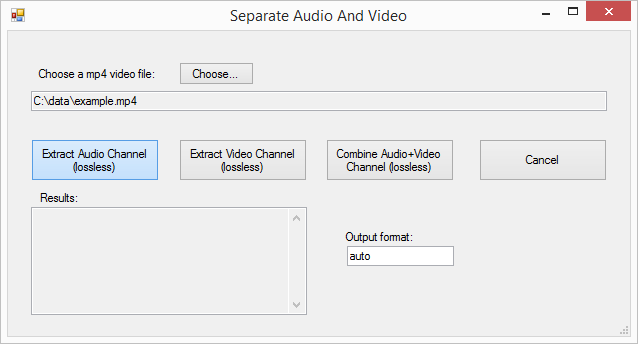 Separate Audio And Video
Choose a mp4 video file:
Choose...
C:\data\example.mp4
Extract Audio Channel
(lossless)
Extract Video Channel
(lossless)
Combine Audio+Video
Channel (lossless)
Cancel
Results:
Output format:
auto